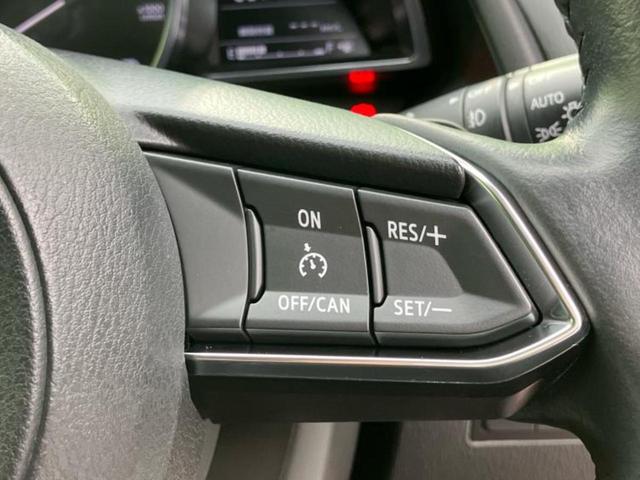 AUTO
ON
OFF/CAN
RES/+
SET/-